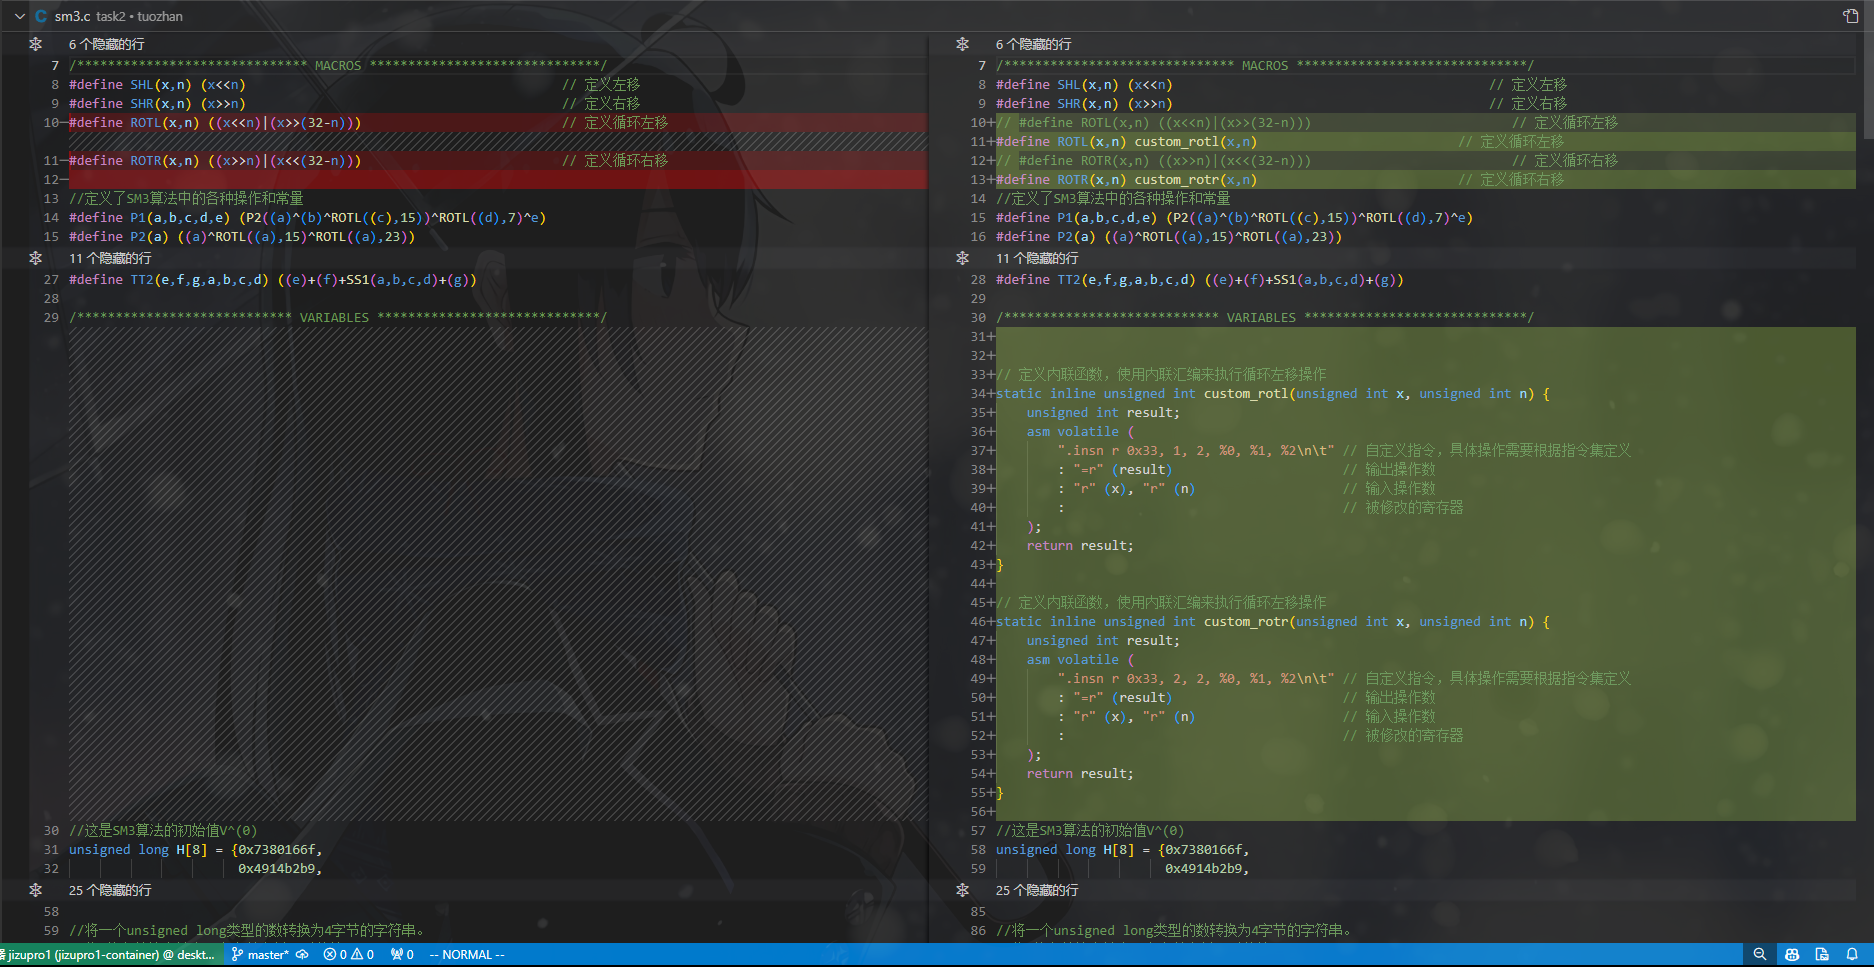 sm3.c task2 • tuozhan
6 个隐藏的行
7 /****************************** MACROS ******************************/
8 #define SHL(x,n) (x<<n) // 定义左移
9 #define SHR(x,n) (x>>n) // 定义右移
10 #define ROTL(x,n) ((x<<n)|(x>>(32-n))) // 定义循环左移
11 #define ROTR(x,n) ((x>>n)|(x<<(32-n))) // 定义循环右移
12
13 //定义了SM3算法中的各种操作和常量
14 #define P1(a,b,c,d,e) (P2((a)^(b)^ROTL((c),15))^ROTL((d),7)^e)
15 #define P2(a) ((a)^ROTL((a),15)^ROTL((a),23))
11 个隐藏的行
27 #define TT2(e,f,g,a,b,c,d) ((e)+(f)+SS1(a,b,c,d)+(g))
28
29 /**************************** VARIABLES *****************************/
30 //这是SM3算法的初始值V^(0)
31 unsigned long H[8] = {0x7380166f,
32 0x4914b2b9,
25 个隐藏的行
58
59 //将一个unsigned long类型的数转换为4字节的字符串。
6 个隐藏的行
7 /****************************** MACROS ******************************/
8 #define SHL(x,n) (x<<n) // 定义左移
9 #define SHR(x,n) (x>>n) // 定义右移
10+ // #define ROTL(x,n) ((x<<n)|(x>>(32-n))) // 定义循环左移
11+ #define ROTL(x,n) custom_rotl(x,n) // 定义循环左移
12+ // #define ROTR(x,n) ((x>>n)|(x<<(32-n))) // 定义循环右移
13+ #define ROTR(x,n) custom_rotr(x,n) // 定义循环右移
14 //定义了SM3算法中的各种操作和常量
15 #define P1(a,b,c,d,e) (P2((a)^(b)^ROTL((c),15))^ROTL((d),7)^e)
16 #define P2(a) ((a)^ROTL((a),15)^ROTL((a),23))
11 个隐藏的行
28 #define TT2(e,f,g,a,b,c,d) ((e)+(f)+SS1(a,b,c,d)+(g))
29
30 /**************************** VARIABLES *****************************/
31+
32+
33+ // 定义内联函数，使用内联汇编来执行循环左移操作
34+ static inline unsigned int custom_rotl(unsigned int x, unsigned int n) {
35+ unsigned int result;
36+ asm volatile (
37+ ".insn r 0x33, 1, 2, %0, %1, %2\n\t" // 自定义指令，具体操作需要根据指令集定义
38+ : "=r" (result) // 输出操作数
39+ : "r" (x), "r" (n) // 输入操作数
40+ : // 被修改的寄存器
41+ );
42+ return result;
43+ }
44+
45+ // 定义内联函数，使用内联汇编来执行循环左移操作
46+ static inline unsigned int custom_rotr(unsigned int x, unsigned int n) {
47+ unsigned int result;
48+ asm volatile (
49+ ".insn r 0x33, 2, 2, %0, %1, %2\n\t" // 自定义指令，具体操作需要根据指令集定义
50+ : "=r" (result) // 输出操作数
51+ : "r" (x), "r" (n) // 输入操作数
52+ : // 被修改的寄存器
53+ );
54+ return result;
55+ }
56+
57 //这是SM3算法的初始值V^(0)
58 unsigned long H[8] = {0x7380166f,
59 0x4914b2b9,
25 个隐藏的行
85
86 //将一个unsigned long类型的数转换为4字节的字符串。
jizupro1 (jizupro1-container) @ deskt... master* 0 0 0 -- NORMAL --